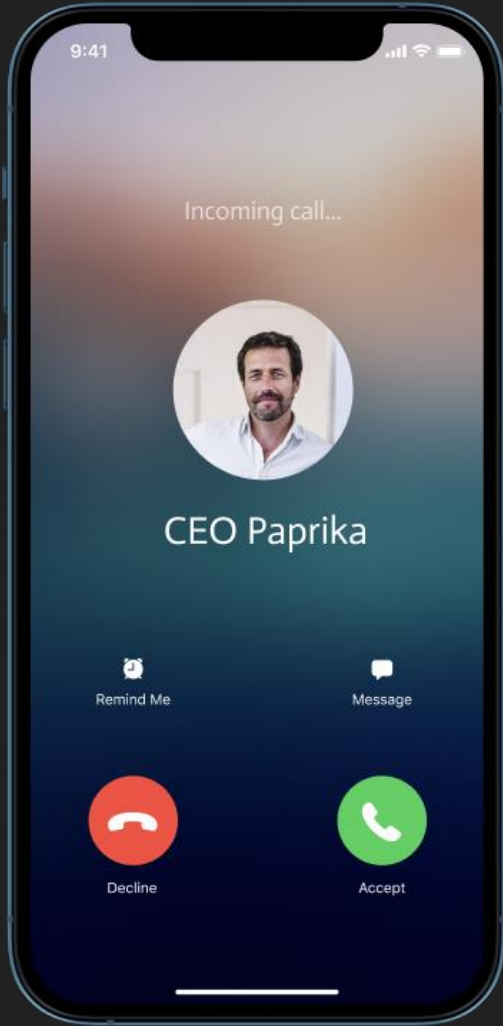 9:41
Incoming call...
CEO Paprika
Remind Me Message
Decline Accept